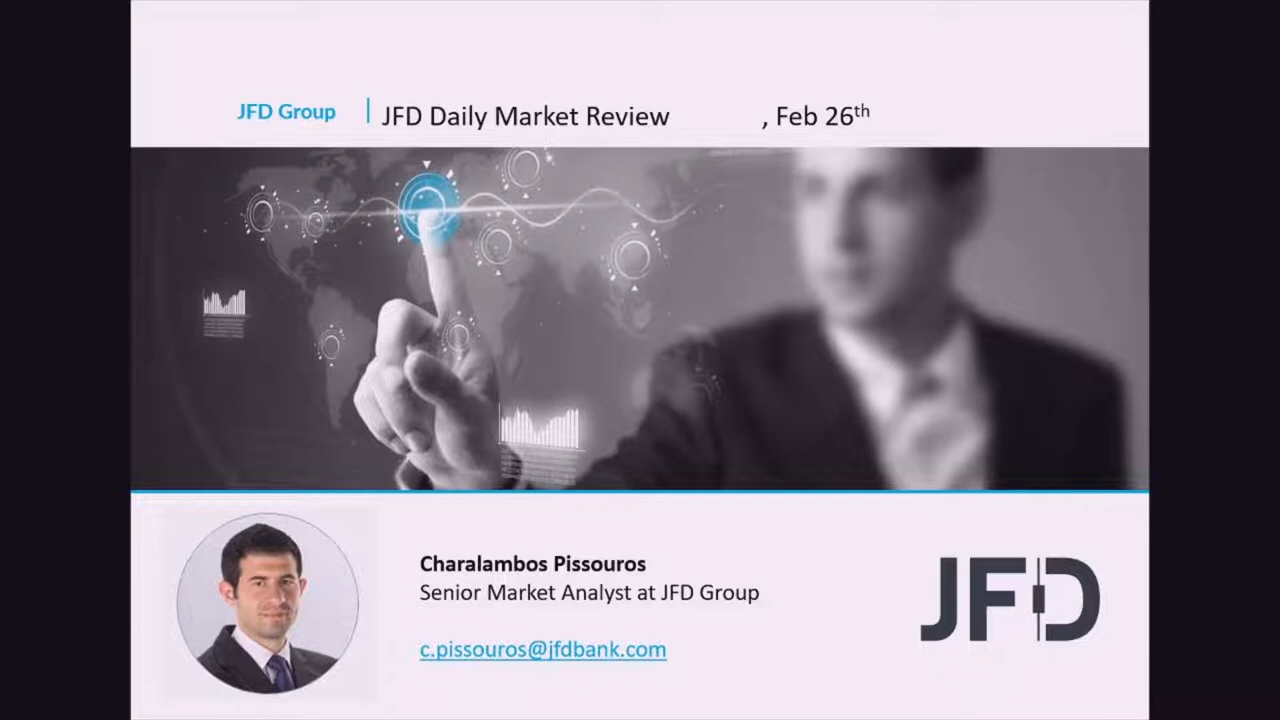 JFD Group
JFD Daily Market Review , Feb 26th
Charalambos Pissouros
Senior Market Analyst at JFD Group
c.pissouros@jfdbank.com
JFD